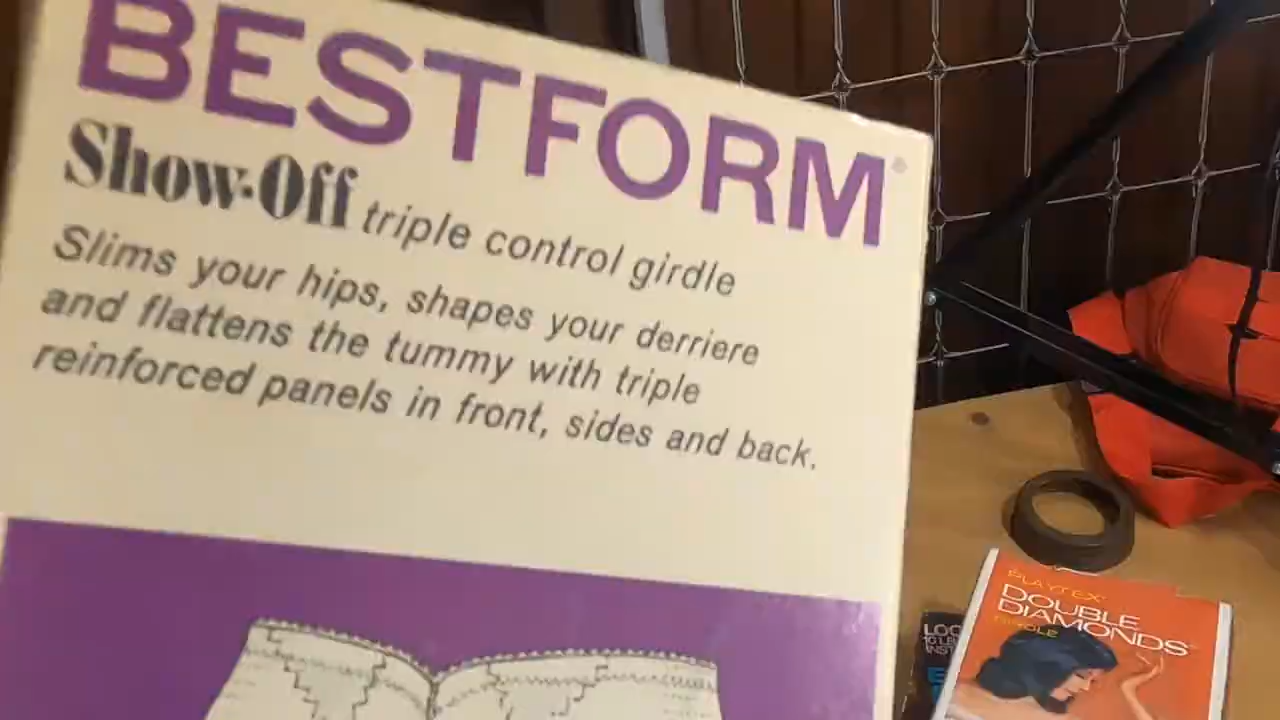 BESTFORM®
Show-Off triple control girdle
Slims your hips, shapes your derriere
and flattens the tummy with triple
reinforced panels in front, sides and back.
PLAYTEX®
DOUBLE
DIAMONDS®
GIRDLE